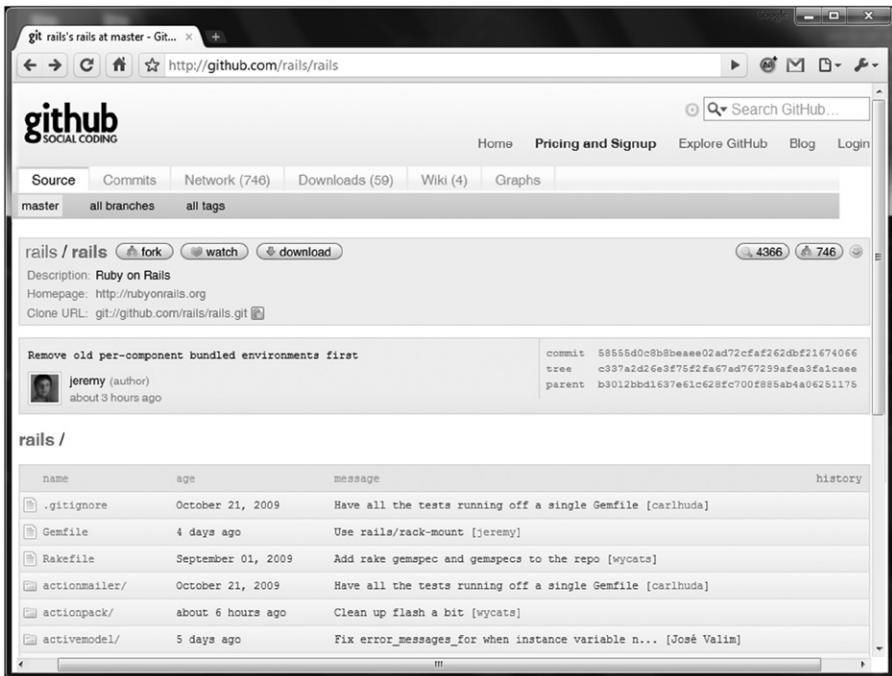 Google
git rails's rails at master - Git... ×
http://github.com/rails/rails
github
SOCIAL CODING
Search GitHub...
Home Pricing and Signup Explore GitHub Blog Login
Source Commits Network (746) Downloads (59) Wiki (4) Graphs
master all branches all tags
rails / rails fork watch download 4366 746
Description: Ruby on Rails
Homepage: http://rubyonrails.org
Clone URL: git://github.com/rails/rails.git
Remove old per-component bundled environments first
jeremy (author)
about 3 hours ago
commit 58555d0c8b8beaee02ad72cfaf262dbf21674066
tree c337a2d26e3f75f2fa67ad767299afea3fa1caee
parent b3012bbd1637e61c628fc700f885ab4a06251175
rails /
name age message history
.gitignore October 21, 2009 Have all the tests running off a single Gemfile [carlhuda]
Gemfile 4 days ago Use rails/rack-mount [jeremy]
Rakefile September 01, 2009 Add rake gemspec and gemspecs to the repo [wycats]
actionmailer/ October 21, 2009 Have all the tests running off a single Gemfile [carlhuda]
actionpack/ about 6 hours ago Clean up flash a bit [wycats]
activemodel/ 5 days ago Fix error_messages_for when instance variable n... [José Valim]